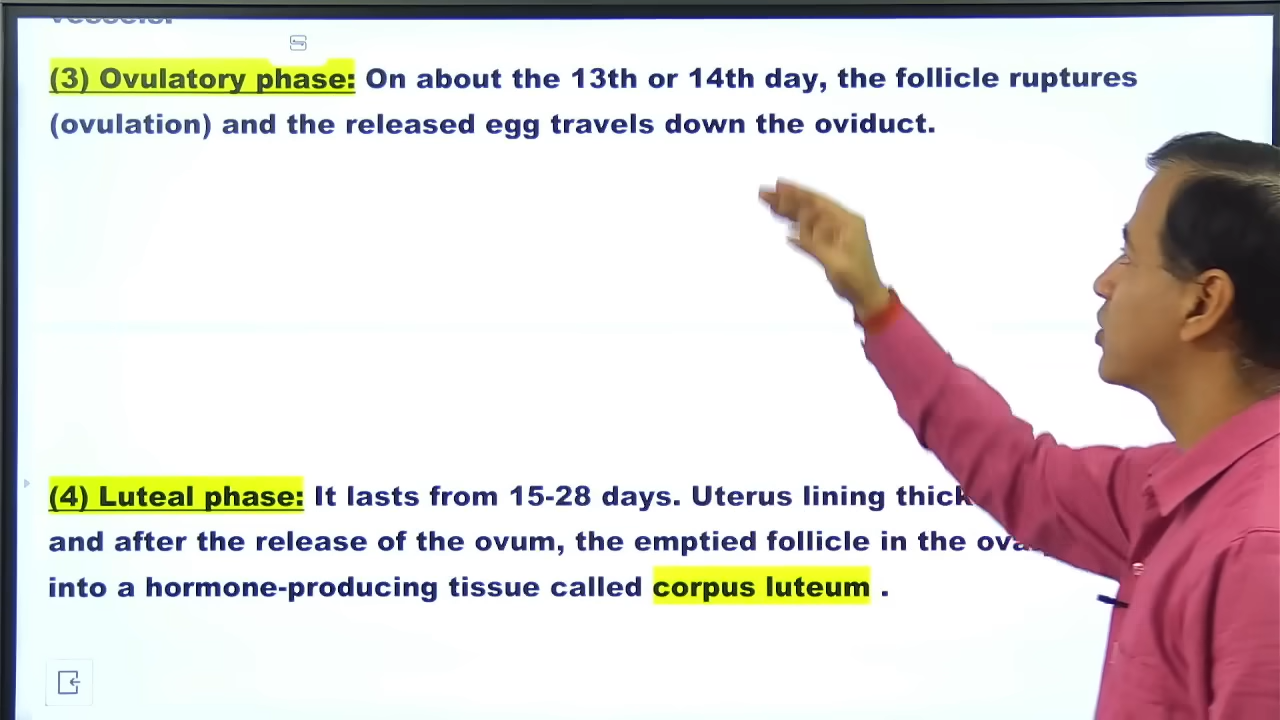 vessels.
(3) Ovulatory phase: On about the 13th or 14th day, the follicle ruptures
(ovulation) and the released egg travels down the oviduct.
(4) Luteal phase: It lasts from 15-28 days. Uterus lining thick
and after the release of the ovum, the emptied follicle in the
into a hormone-producing tissue called corpus luteum .